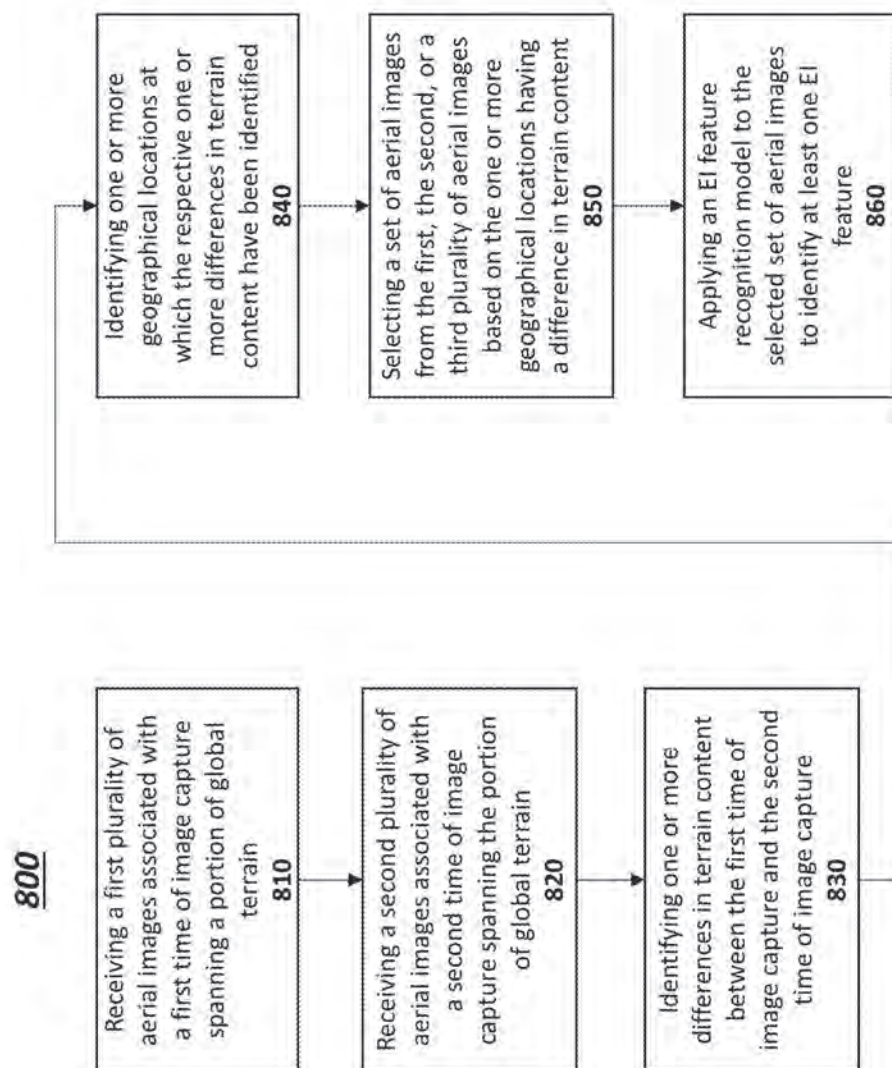 800
Receiving a first plurality of
aerial images associated with
a first time of image capture
spanning a portion of global
terrain
810
Receiving a second plurality of
aerial images associated with
a second time of image
capture spanning the portion
of global terrain
820
Identifying one or more
differences in terrain content
between the first time of
image capture and the second
time of image capture
830
Identifying one or more
geographical locations at
which the respective one or
more differences in terrain
content have been identified
840
Selecting a set of aerial images
from the first, the second, or a
third plurality of aerial images
based on the one or more
geographical locations having
a difference in terrain content
850
Applying an EI feature
recognition model to the
selected set of aerial images
to identify at least one EI
feature
860